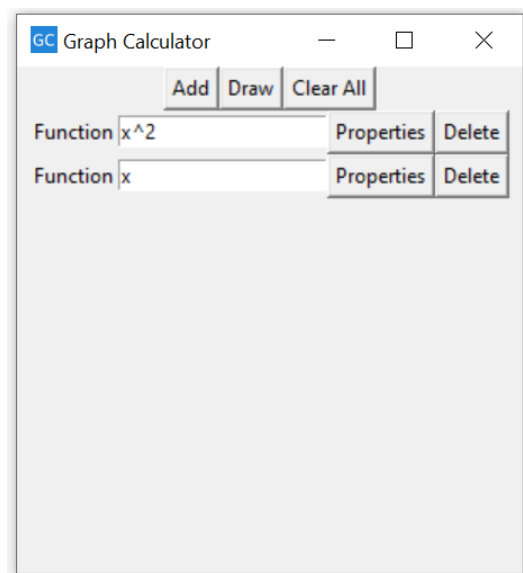 GC Graph Calculator
Add Draw Clear All
Function x^2 Properties Delete
Function x Properties Delete